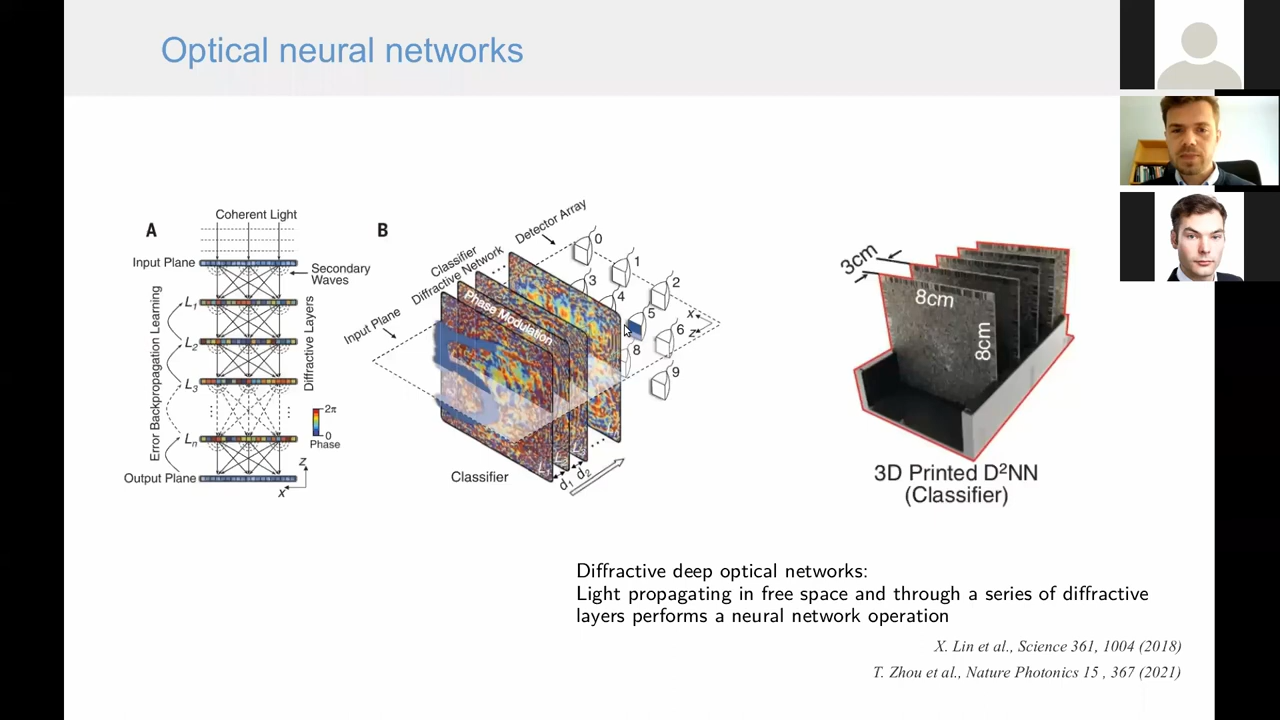 Optical neural networks
A
Coherent Light
Input Plane
Secondary
Waves
L1
L2
L3
Ln
Error Backpropagation Learning
Diffractive Layers
2π
0
Phase
Output Plane
z
x
B
Input Plane
Classifier
Diffractive Network
Detector Array
Phase Modulation
0
1
2
3
4
5
6
8
9
x
z
Classifier
d1
d2
3cm
8cm
8cm
3D Printed D²NN
(Classifier)
Diffractive deep optical networks:
Light propagating in free space and through a series of diffractive
layers performs a neural network operation
X. Lin et al., Science 361, 1004 (2018)
T. Zhou et al., Nature Photonics 15 , 367 (2021)